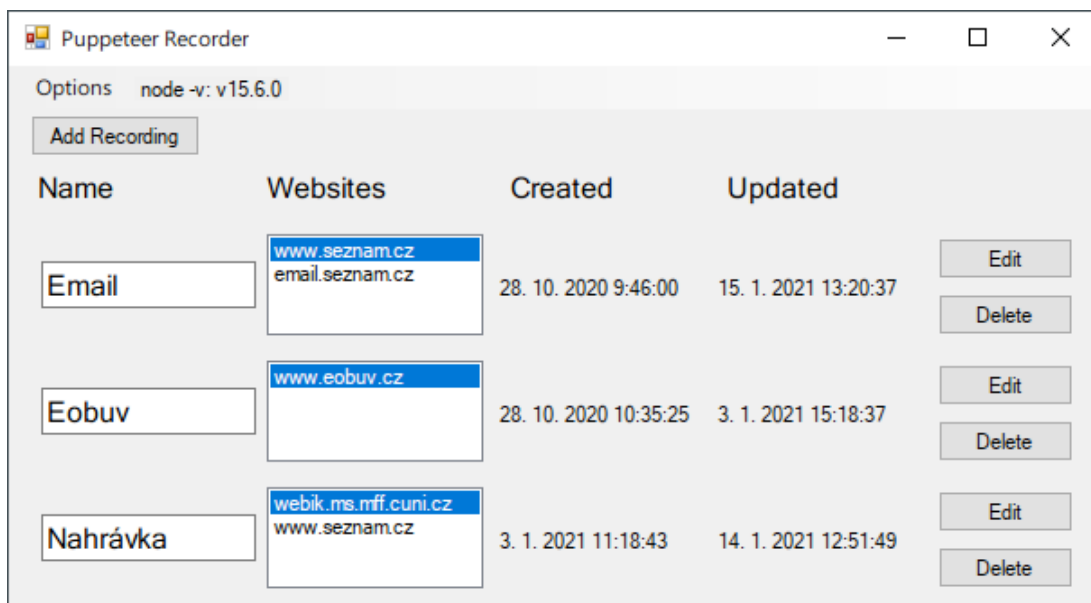 Puppeteer Recorder
Options node -v: v15.6.0
Add Recording
Name Websites Created Updated
Email
www.seznam.cz
email.seznam.cz
28. 10. 2020 9:46:00 15. 1. 2021 13:20:37
Edit
Delete
Eobuv
www.eobuv.cz
28. 10. 2020 10:35:25 3. 1. 2021 15:18:37
Edit
Delete
Nahrávka
webik.ms.mff.cuni.cz
www.seznam.cz
3. 1. 2021 11:18:43 14. 1. 2021 12:51:49
Edit
Delete